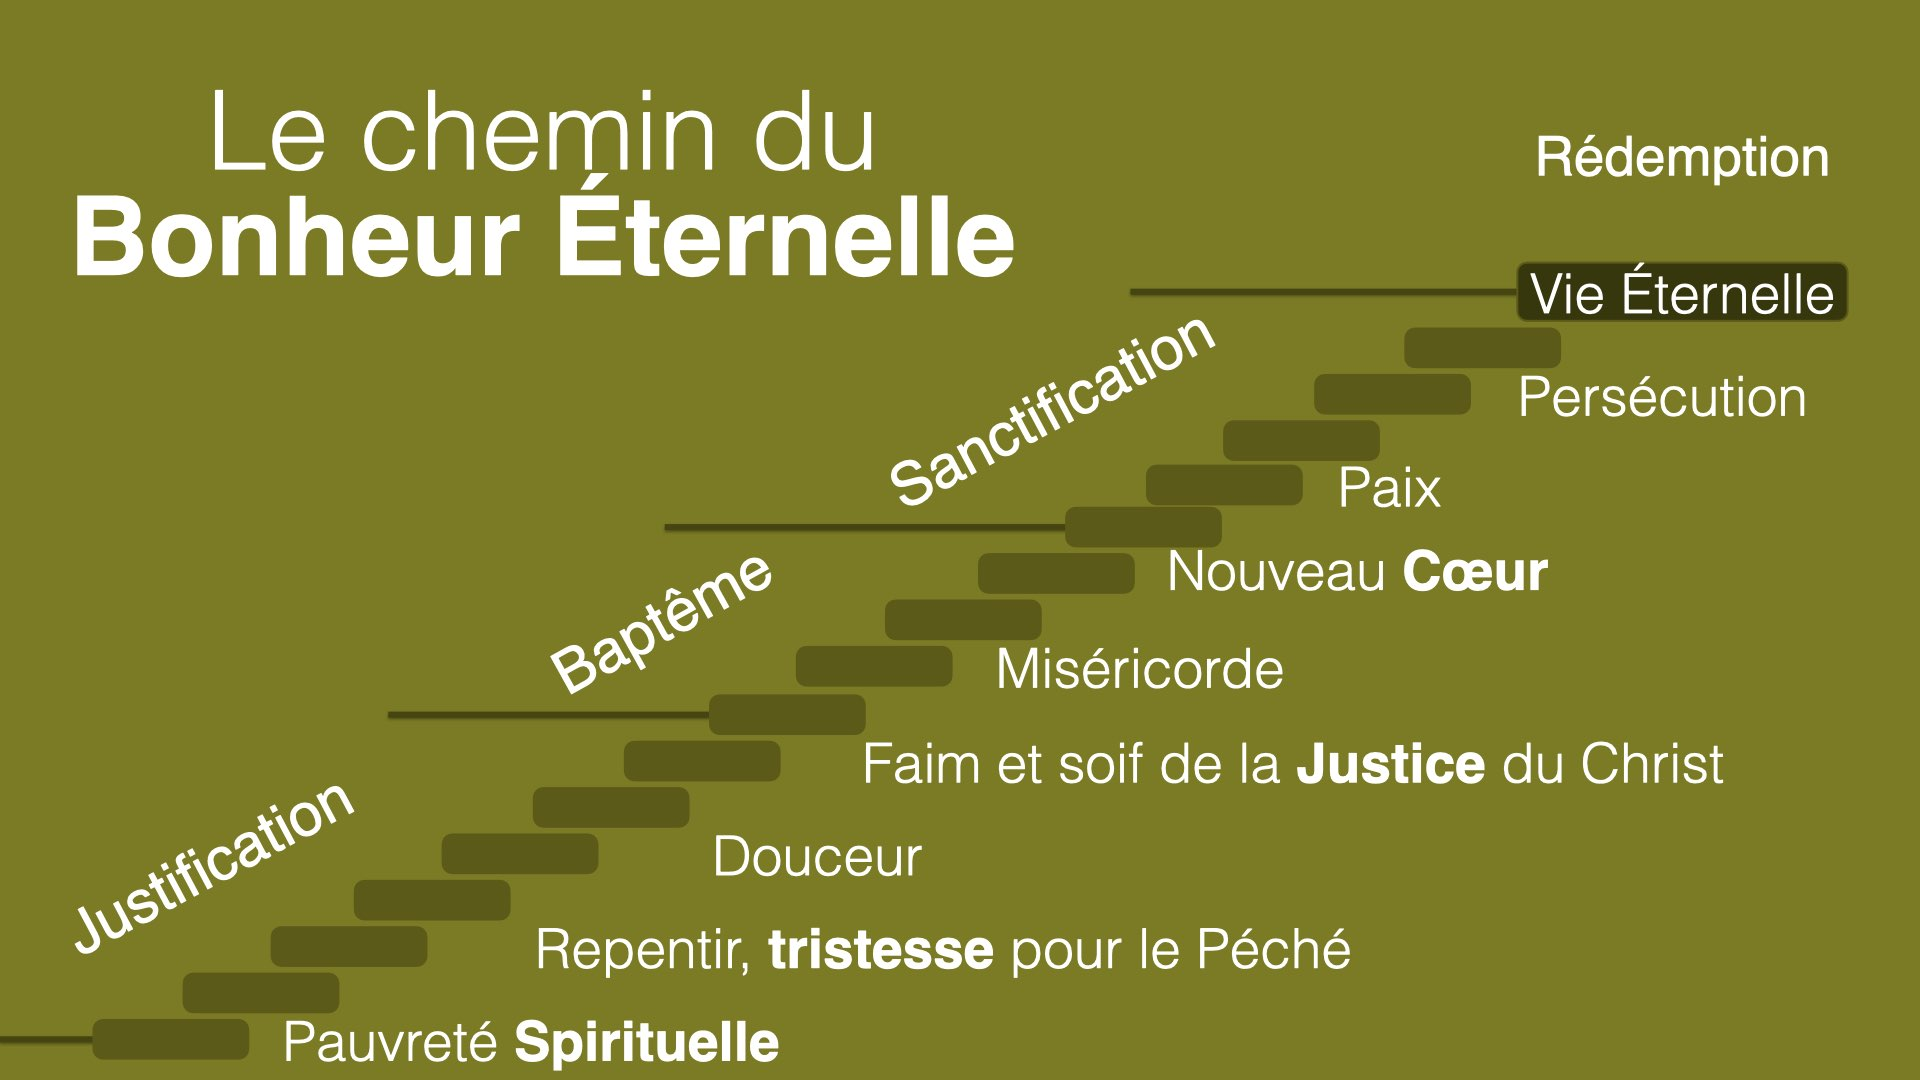 Le chemin du
Bonheur Éternelle
Rédemption
Vie Éternelle
Sanctification
Persécution
Paix
Baptême
Nouveau Cœur
Miséricorde
Faim et soif de la Justice du Christ
Justification
Douceur
Repentir, tristesse pour le Péché
Pauvreté Spirituelle